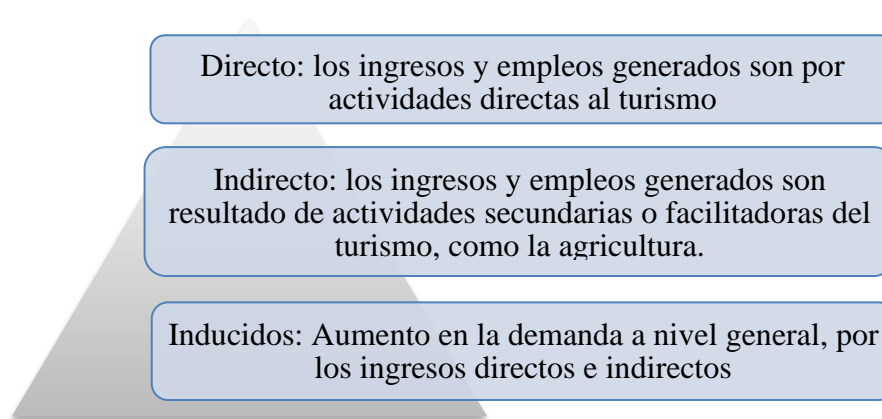 Directo: los ingresos y empleos generados son por
actividades directas al turismo
Indirecto: los ingresos y empleos generados son
resultado de actividades secundarias o facilitadoras del
turismo, como la agricultura.
Inducidos: Aumento en la demanda a nivel general, por
los ingresos directos e indirectos